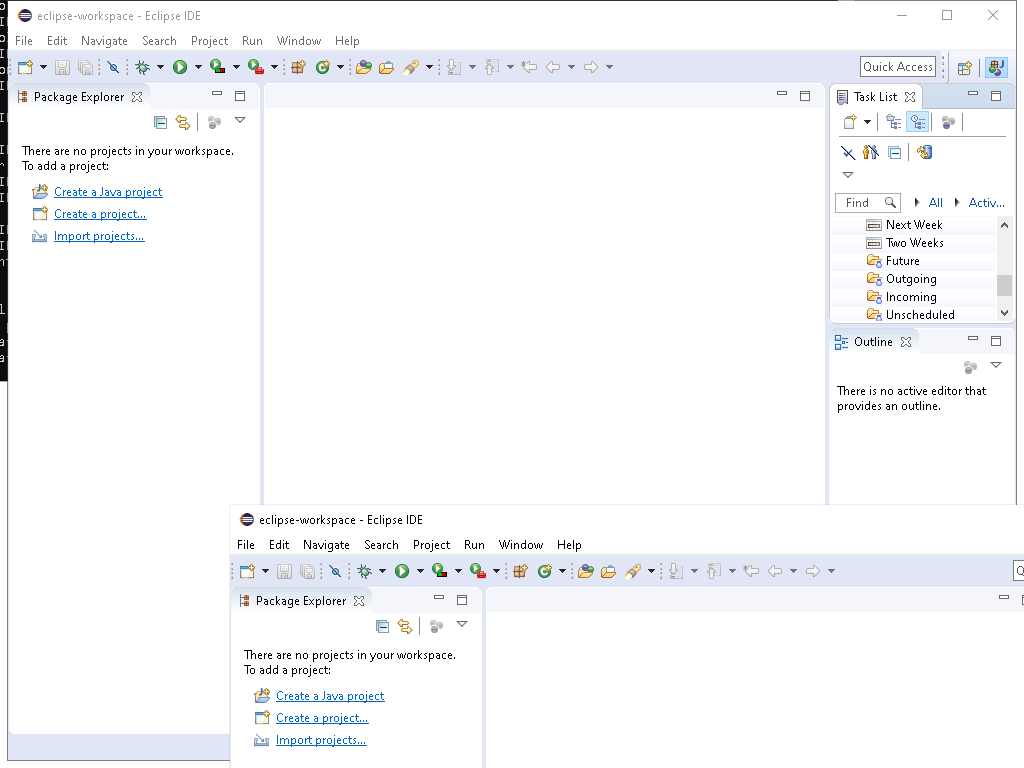 eclipse-workspace - Eclipse IDE
File Edit Navigate Search Project Run Window Help
Quick Access
Package Explorer
There are no projects in your workspace.
To add a project:
Create a Java project
Create a project...
Import projects...
Task List
Find All Activ...
Next Week
Two Weeks
Future
Outgoing
Incoming
Unscheduled
Outline
There is no active editor that
provides an outline.
eclipse-workspace - Eclipse IDE
File Edit Navigate Search Project Run Window Help
Package Explorer
There are no projects in your workspace.
To add a project:
Create a Java project
Create a project...
Import projects...